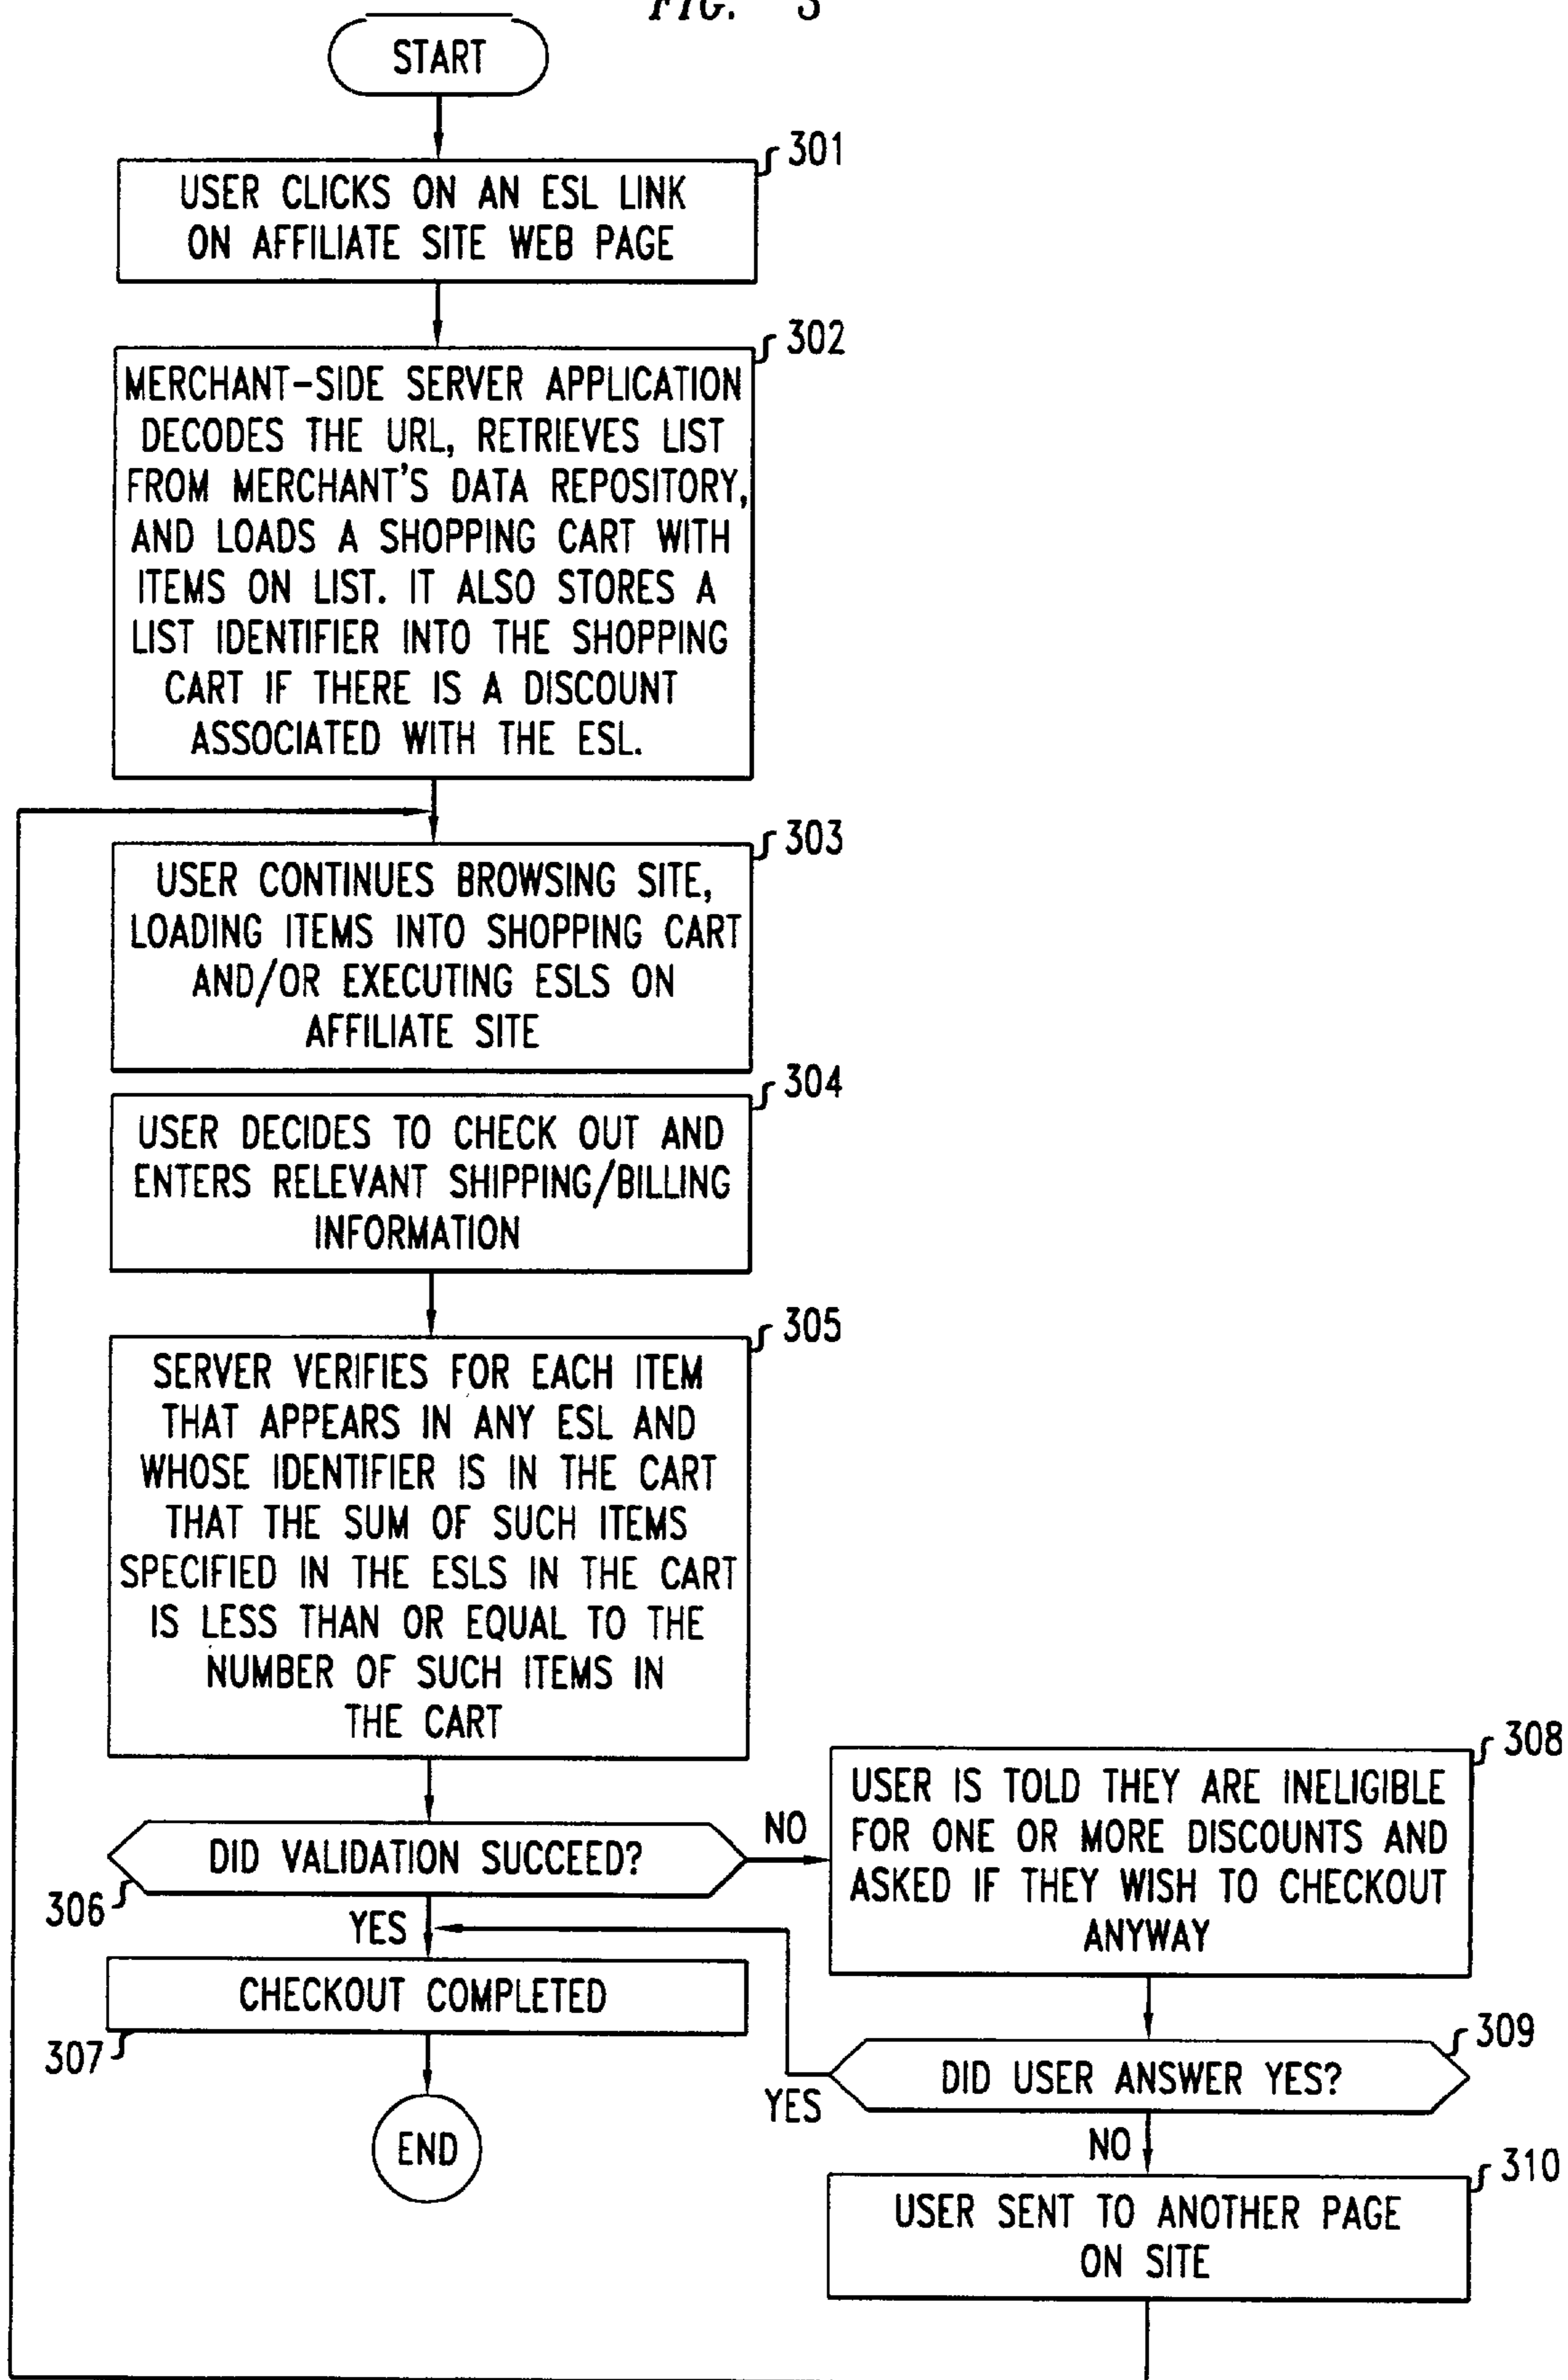 FIG. 3
START
301
USER CLICKS ON AN ESL LINK
ON AFFILIATE SITE WEB PAGE
302
MERCHANT-SIDE SERVER APPLICATION
DECODES THE URL, RETRIEVES LIST
FROM MERCHANT'S DATA REPOSITORY,
AND LOADS A SHOPPING CART WITH
ITEMS ON LIST. IT ALSO STORES A
LIST IDENTIFIER INTO THE SHOPPING
CART IF THERE IS A DISCOUNT
ASSOCIATED WITH THE ESL.
303
USER CONTINUES BROWSING SITE,
LOADING ITEMS INTO SHOPPING CART
AND/OR EXECUTING ESLS ON
AFFILIATE SITE
304
USER DECIDES TO CHECK OUT AND
ENTERS RELEVANT SHIPPING/BILLING
INFORMATION
305
SERVER VERIFIES FOR EACH ITEM
THAT APPEARS IN ANY ESL AND
WHOSE IDENTIFIER IS IN THE CART
THAT THE SUM OF SUCH ITEMS
SPECIFIED IN THE ESLS IN THE CART
IS LESS THAN OR EQUAL TO THE
NUMBER OF SUCH ITEMS IN
THE CART
306
DID VALIDATION SUCCEED?
NO
YES
308
USER IS TOLD THEY ARE INELIGIBLE
FOR ONE OR MORE DISCOUNTS AND
ASKED IF THEY WISH TO CHECKOUT
ANYWAY
CHECKOUT COMPLETED
307
END
309
DID USER ANSWER YES?
YES
NO
310
USER SENT TO ANOTHER PAGE
ON SITE